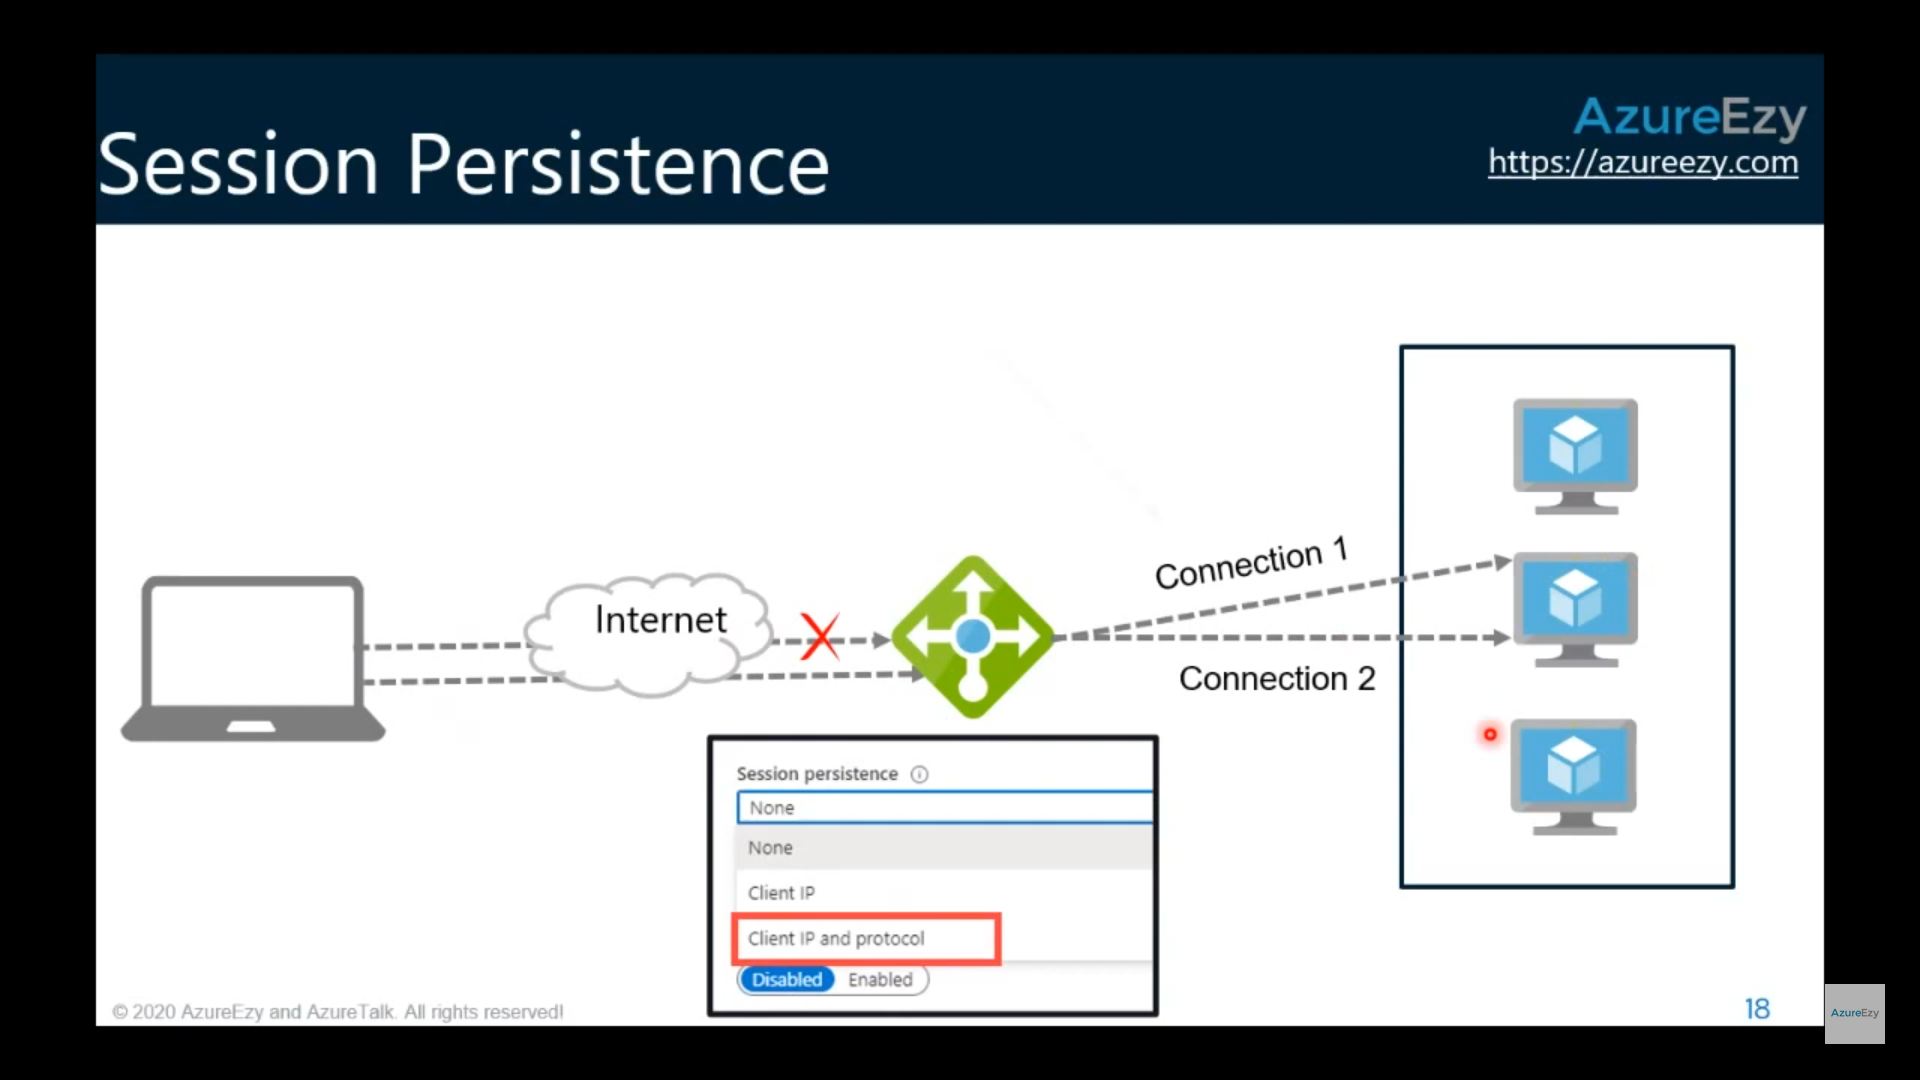 AzureEzy
https://azureezy.com
Session Persistence
Internet
Connection 1
Connection 2
Session persistence
None
None
Client IP
Client IP and protocol
Disabled Enabled
© 2020 AzureEzy and AzureTalk. All rights reserved!
18
AzureEzy